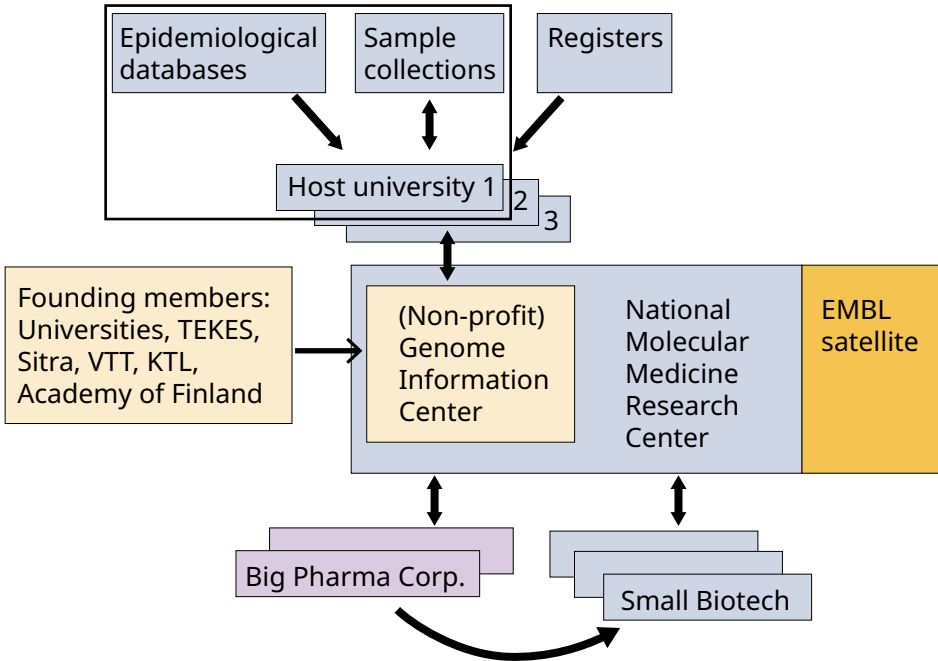 Epidemiological
databases
Sample
collections
Registers
Host university 1
2
3
Founding members:
Universities, TEKES,
Sitra, VTT, KTL,
Academy of Finland
(Non-profit)
Genome
Information
Center
National
Molecular
Medicine
Research
Center
EMBL
satellite
Big Pharma Corp.
Small Biotech